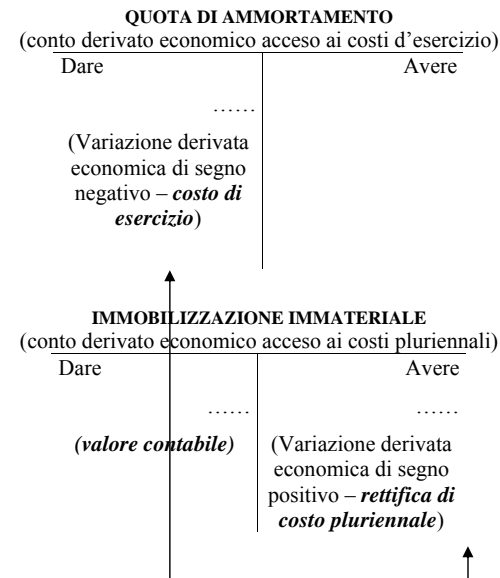 QUOTA DI AMMORTAMENTO
(conto derivato economico acceso ai costi d'esercizio)
Dare Avere
……
(Variazione derivata
economica di segno
negativo – costo di
esercizio)
IMMOBILIZZAZIONE IMMATERIALE
(conto derivato economico acceso ai costi pluriennali)
Dare Avere
…… ……
(valore contabile) (Variazione derivata
economica di segno
positivo – rettifica di
costo pluriennale)